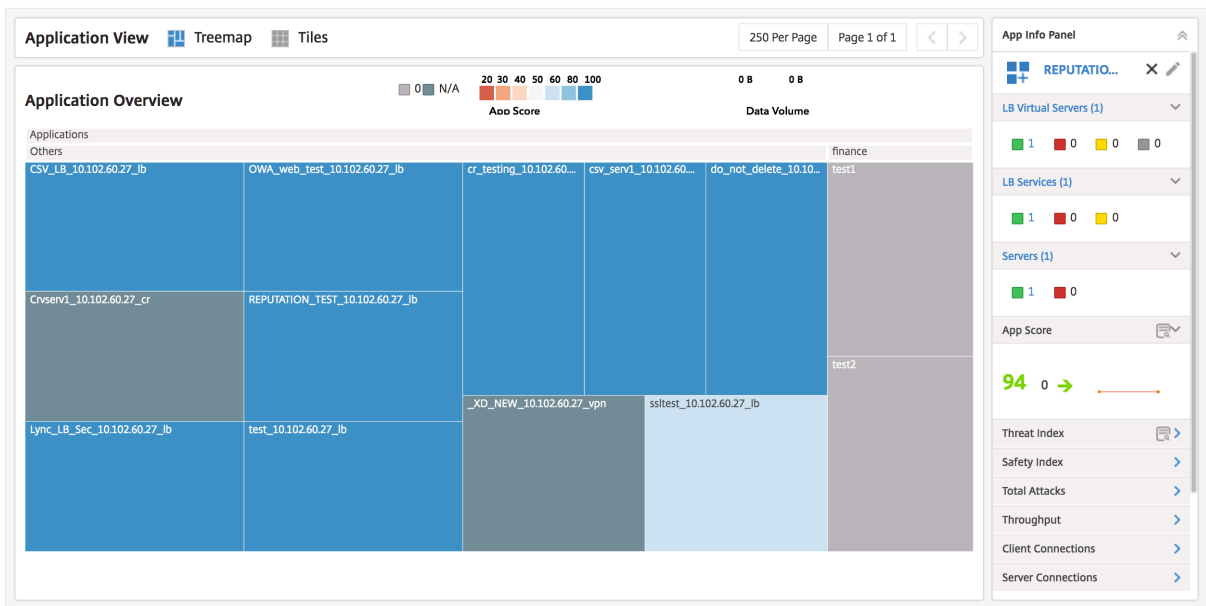 Application View Treemap Tiles
250 Per Page Page 1 of 1
Application Overview
0 N/A
20 30 40 50 60 80 100
App Score
0 B 0 B
Data Volume
Applications
Others finance
CSV_LB_10.102.60.27_lb OWA_web_test_10.102.60.27_lb cr_testing_10.102.60... csv_serv1_10.102.60... do_not_delete_10.10... test1
Crvserv1_10.102.60.27_cr REPUTATION_TEST_10.102.60.27_lb
test2
_XD_NEW_10.102.60.27_vpn ssltest_10.102.60.27_lb
Lync_LB_Sec_10.102.60.27_lb test_10.102.60.27_lb
App Info Panel
REPUTATIO...
LB Virtual Servers (1)
1 0 0 0
LB Services (1)
1 0 0
Servers (1)
1 0
App Score
94 0
Threat Index
Safety Index
Total Attacks
Throughput
Client Connections
Server Connections